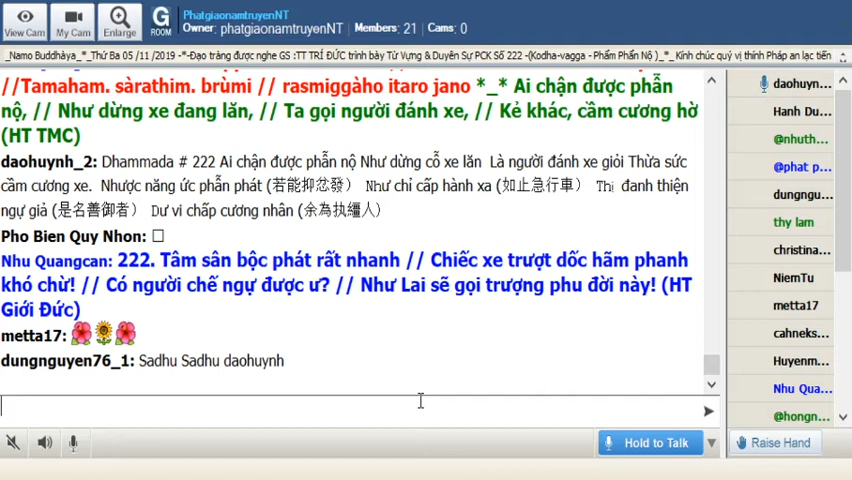 View Cam
My Cam
Enlarge
G
ROOM
PhatgiaonamtruyenNT
Owner: phatgiaonamtruyenNT
Members: 21
Cams: 0
_Namo Buddhàya_*_Thứ Ba 05 /11 /2019 -*-Đạo tràng được nghe GS :TT TRÍ ĐỨC trình bày Từ Vựng & Duyên Sự PCK Số 222 -(Kodha-vagga - Phẩm Phẫn Nộ )_*_Kính chúc quý vị thính Pháp an lạc tiến
//Tamaham. sàrathim. brùmi // rasmiggàho itaro jano *_* Ai chận được phẫn
nộ, // Như dừng xe đang lăn, // Ta gọi người đánh xe, // Kẻ khác, cầm cương hờ
(HT TMC)
daohuynh_2: Dhammada # 222 Ai chận được phẫn nộ Như dừng cỗ xe lăn Là người đánh xe giỏi Thừa sức
cầm cương xe. Nhược năng ức phẫn phát (若能抑忿發) Như chỉ cấp hành xa (如止急行車) Thị đanh thiện
ngự giả (是名善御者) Dư vi chấp cương nhân (余為执繮人)
Pho Bien Quy Nhon:
Nhu Quangcan: 222. Tâm sân bộc phát rất nhanh // Chiếc xe trượt dốc hãm phanh
khó chừ! // Có người chế ngự được ư? // Như Lai sẽ gọi trượng phu đời này! (HT
Giới Đức)
metta17:
dungnguyen76_1: Sadhu Sadhu daohuynh
daohuyn...
Hanh Du...
@nhuth...
@phat p...
dungngu...
thy lam
christina...
NiemTu
metta17
cahneks...
Huyenm...
Nhu Qua...
@hongn...
Hold to Talk
Raise Hand